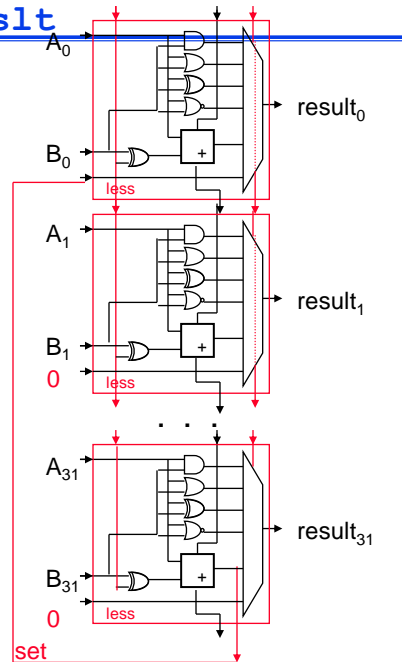 slt
A₀
result₀
B₀
+
less
A₁
result₁
B₁
+
0
less
. . .
A₃₁
result₃₁
B₃₁
+
0
less
set